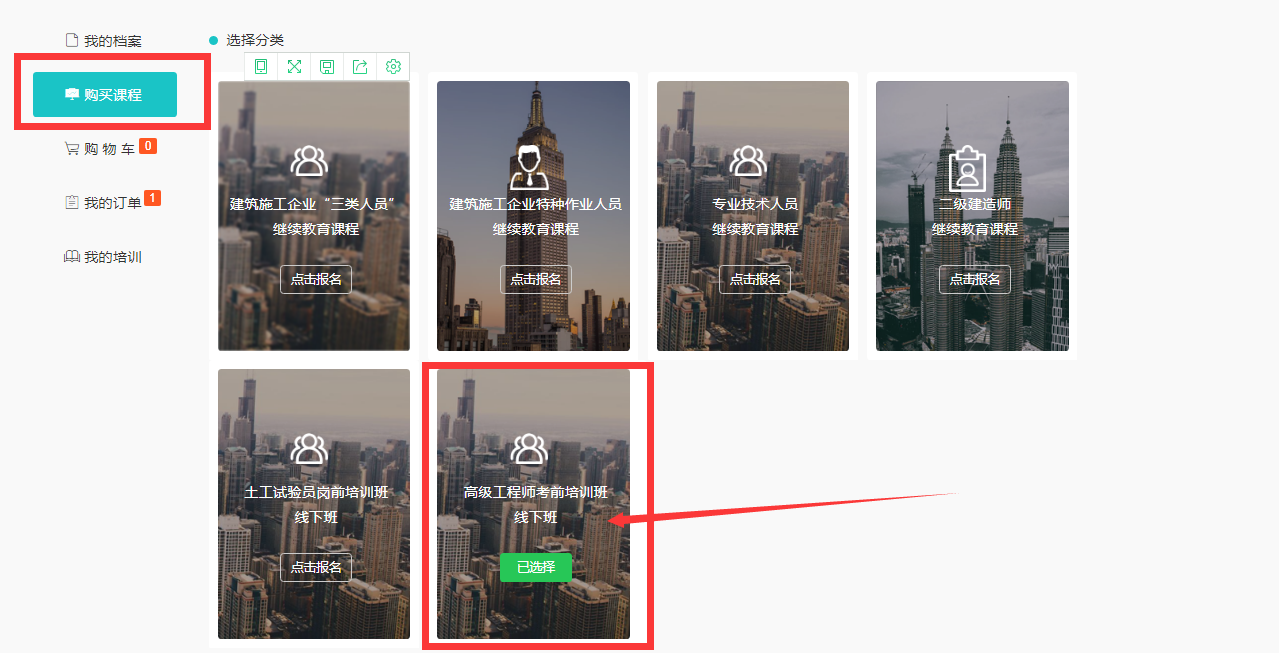 我的档案
购买课程
购 物 车 0
我的订单 1
我的培训
选择分类
建筑施工企业“三类人员”
继续教育课程
点击报名
建筑施工企业特种作业人员
继续教育课程
点击报名
专业技术人员
继续教育课程
点击报名
二级建造师
继续教育课程
点击报名
土工试验员岗前培训班
线下班
点击报名
高级工程师考前培训班
线下班
已选择